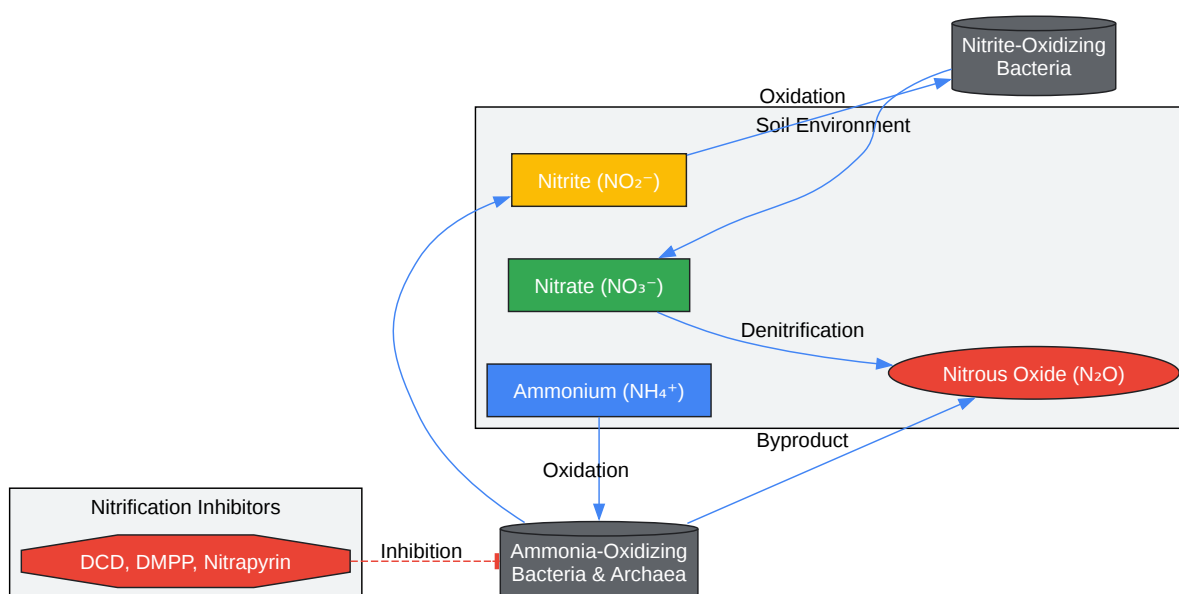 Nitrite-Oxidizing
Bacteria
Oxidation
Soil Environment
Nitrite (NO₂⁻)
Nitrate (NO₃⁻)
Denitrification
Nitrous Oxide (N₂O)
Ammonium (NH₄⁺)
Byproduct
Oxidation
Nitrification Inhibitors
DCD, DMPP, Nitrapyrin
Inhibition
Ammonia-Oxidizing
Bacteria & Archaea